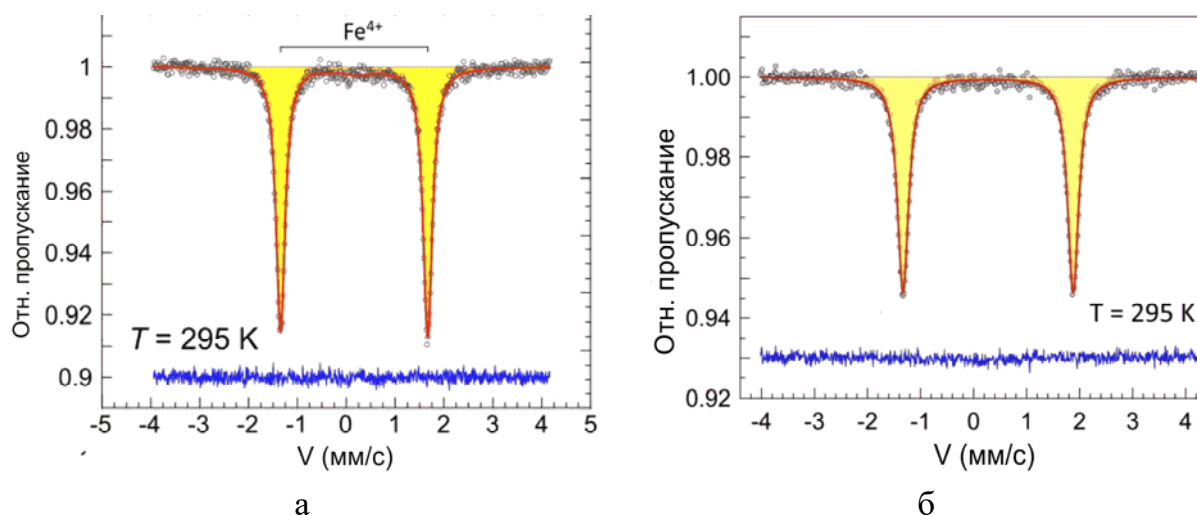 Fe4+
Отн. пропускание
1
0.98
0.96
0.94
0.92
0.9
T = 295 K
-5 -4 -3 -2 -1 0 1 2 3 4 5
V (мм/с)
а
Отн. пропускание
1.00
0.98
0.96
0.94
0.92
T = 295 K
-4 -3 -2 -1 0 1 2 3 4
V (мм/с)
б